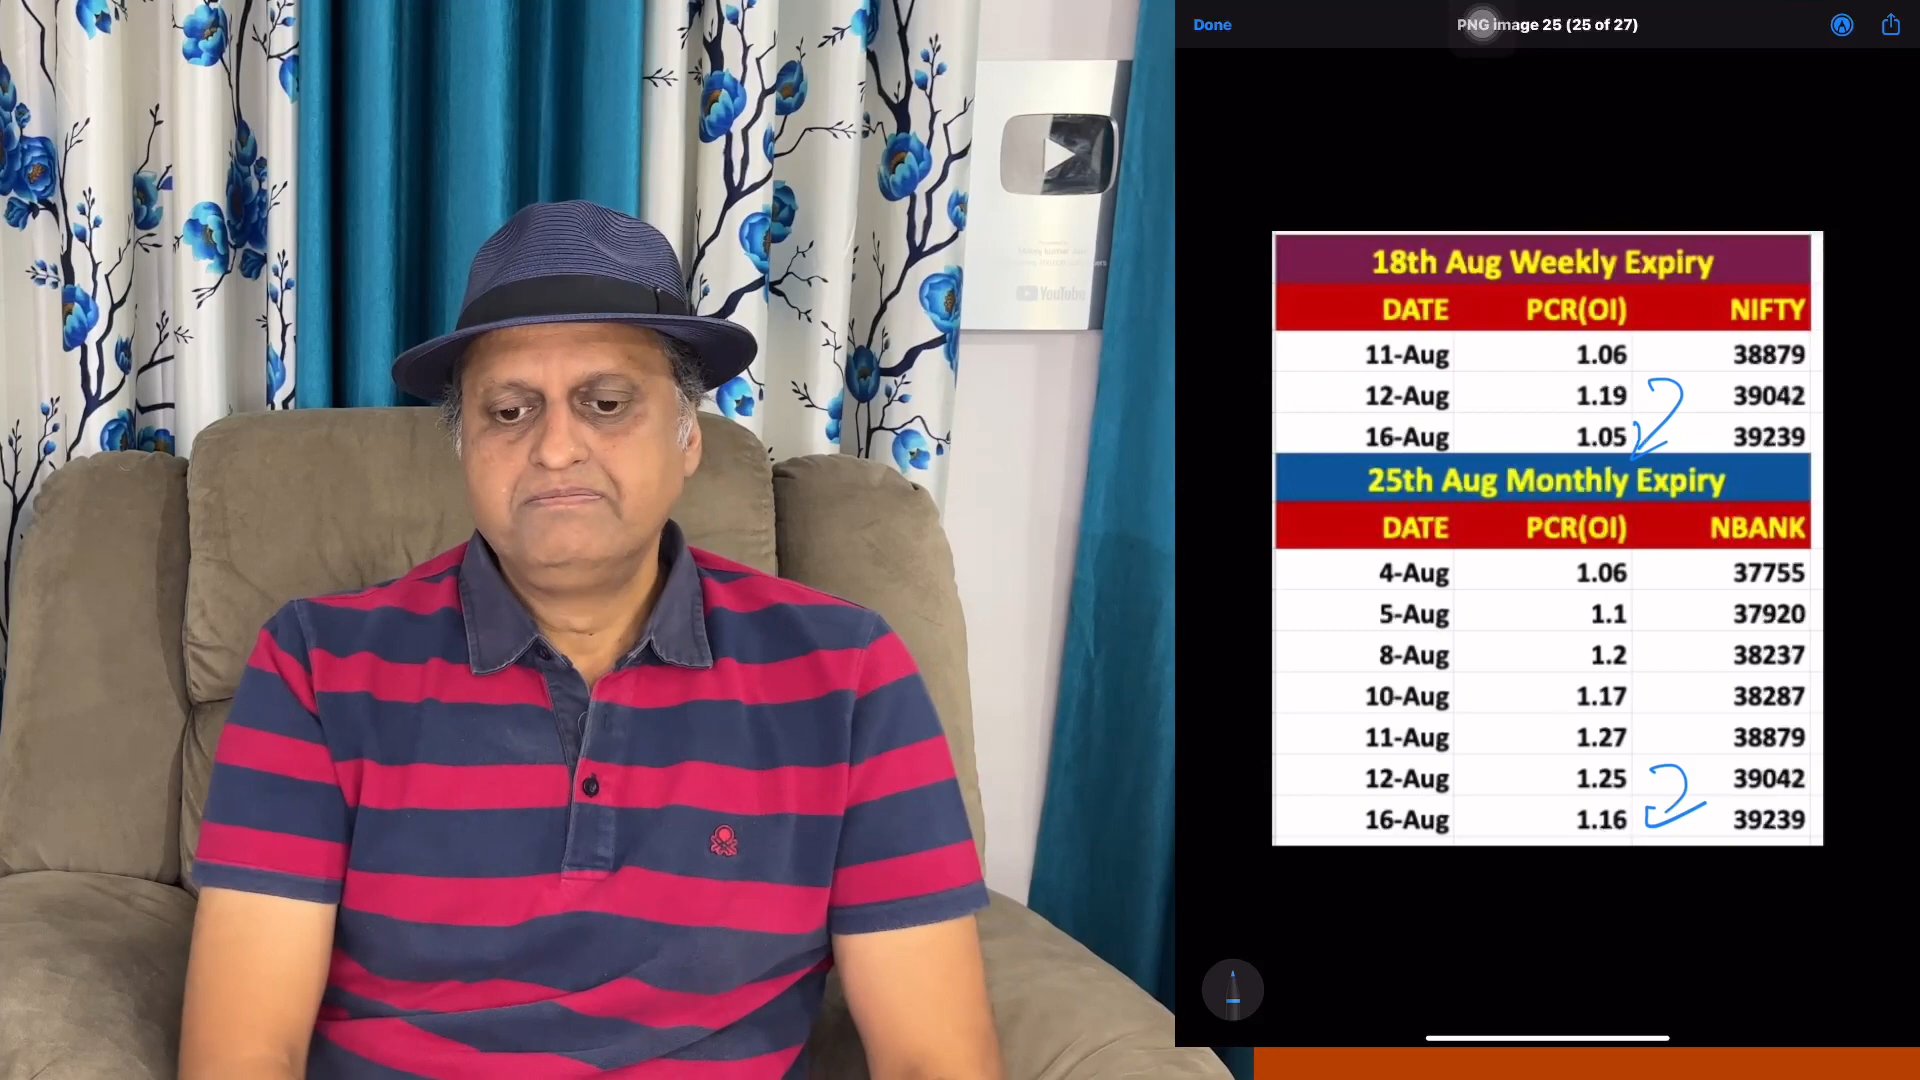 Done
PNG image 25 (25 of 27)
YouTube
18th Aug Weekly Expiry
DATE PCR(OI) NIFTY
11-Aug 1.06 38879
12-Aug 1.19 39042
16-Aug 1.05 39239
25th Aug Monthly Expiry
DATE PCR(OI) NBANK
4-Aug 1.06 37755
5-Aug 1.1 37920
8-Aug 1.2 38237
10-Aug 1.17 38287
11-Aug 1.27 38879
12-Aug 1.25 39042
16-Aug 1.16 39239